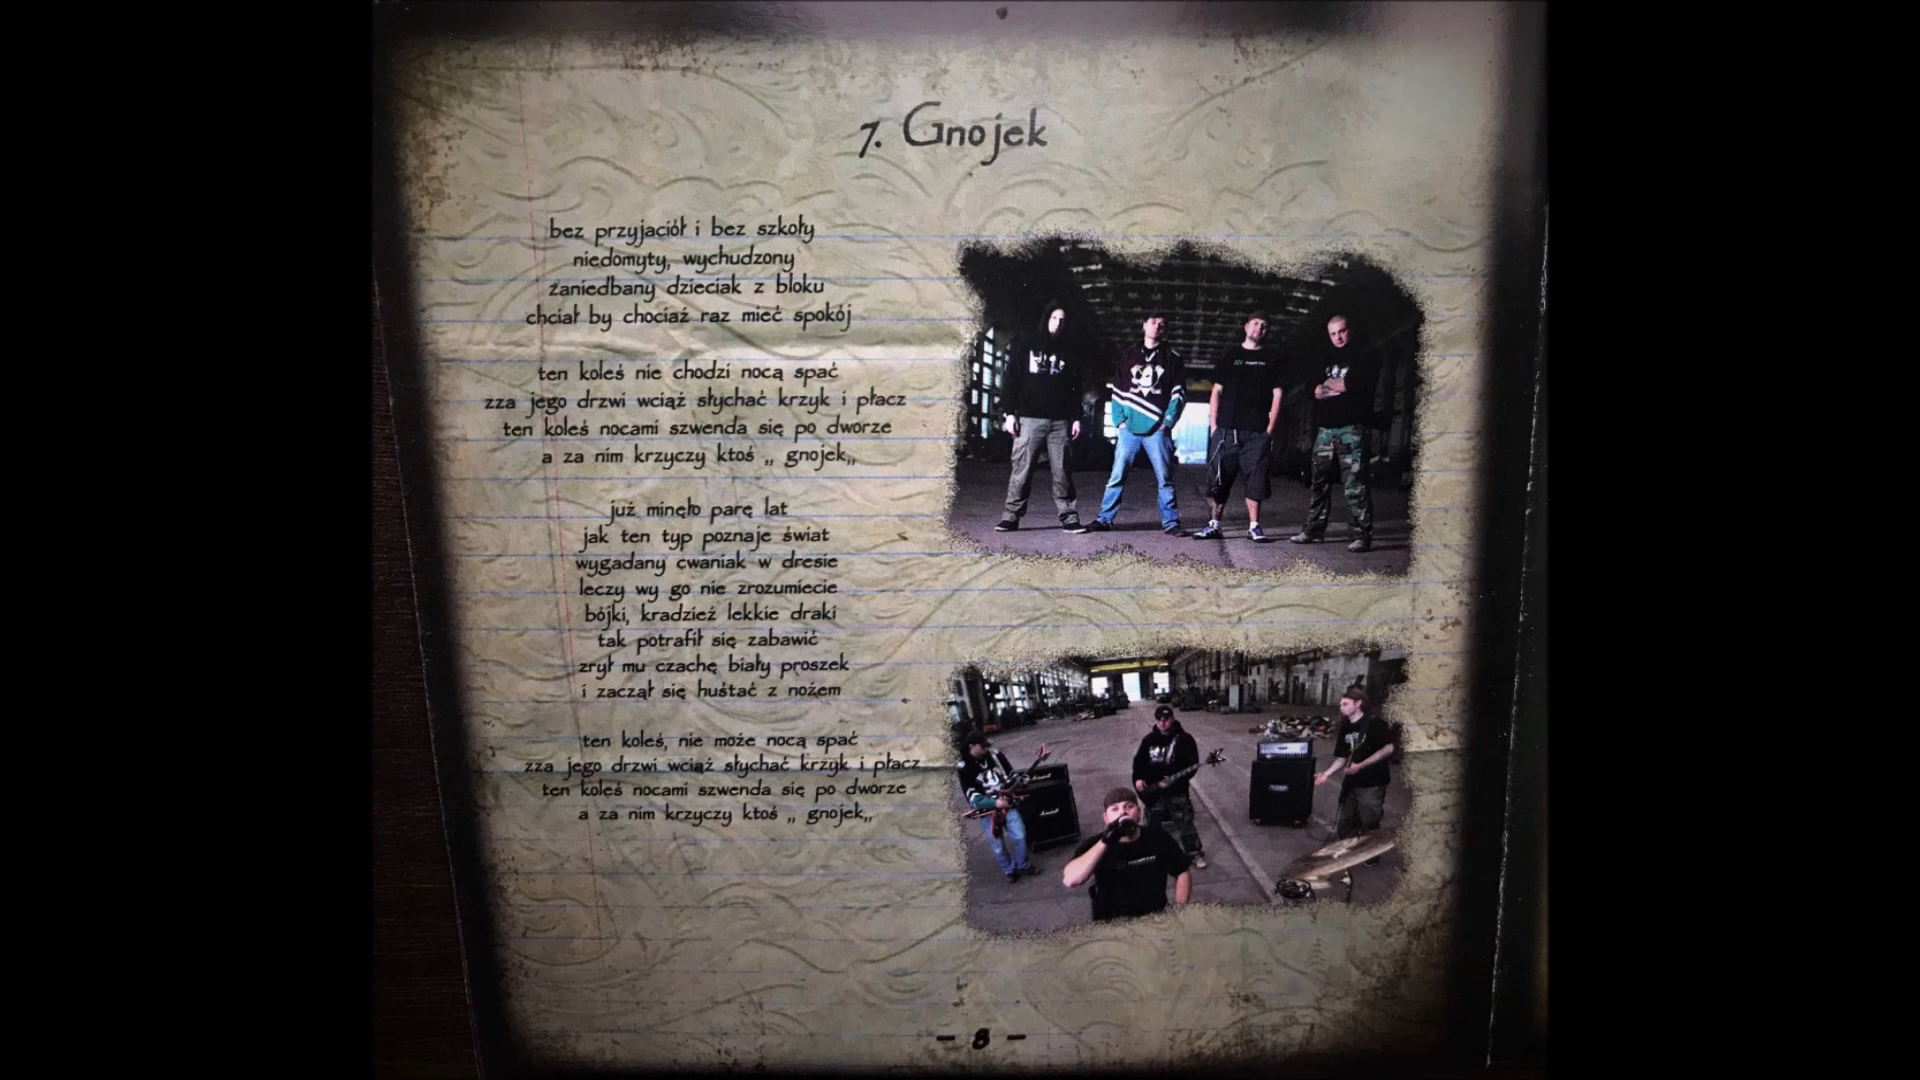 7. Gnojek
bez przyjaciół i bez szkoły
niedomyty, wychudzony
zaniedbany dzieciak z bloku
chciał by chociaż raz mieć spokój
ten koleś nie chodzi nocą spać
zza jego drzwi wciąż słychać krzyk i płacz
ten koleś nocami szwenda się po dworze
a za nim krzyczy ktoś „ gnojek„
już minęło parę lat
jak ten typ poznaje świat
wygadany cwaniak w dresie
leczy wy go nie zrozumiecie
bójki, kradzież lekkie draki
tak potrafił się zabawić
zrył mu czachę biały proszek
i zaczął się huśtać z nożem
ten koleś, nie może nocą spać
zza jego drzwi wciąż słychać krzyk i płacz
ten koleś nocami szwenda się po dworze
a za nim krzyczy ktoś „ gnojek„
- 8 -